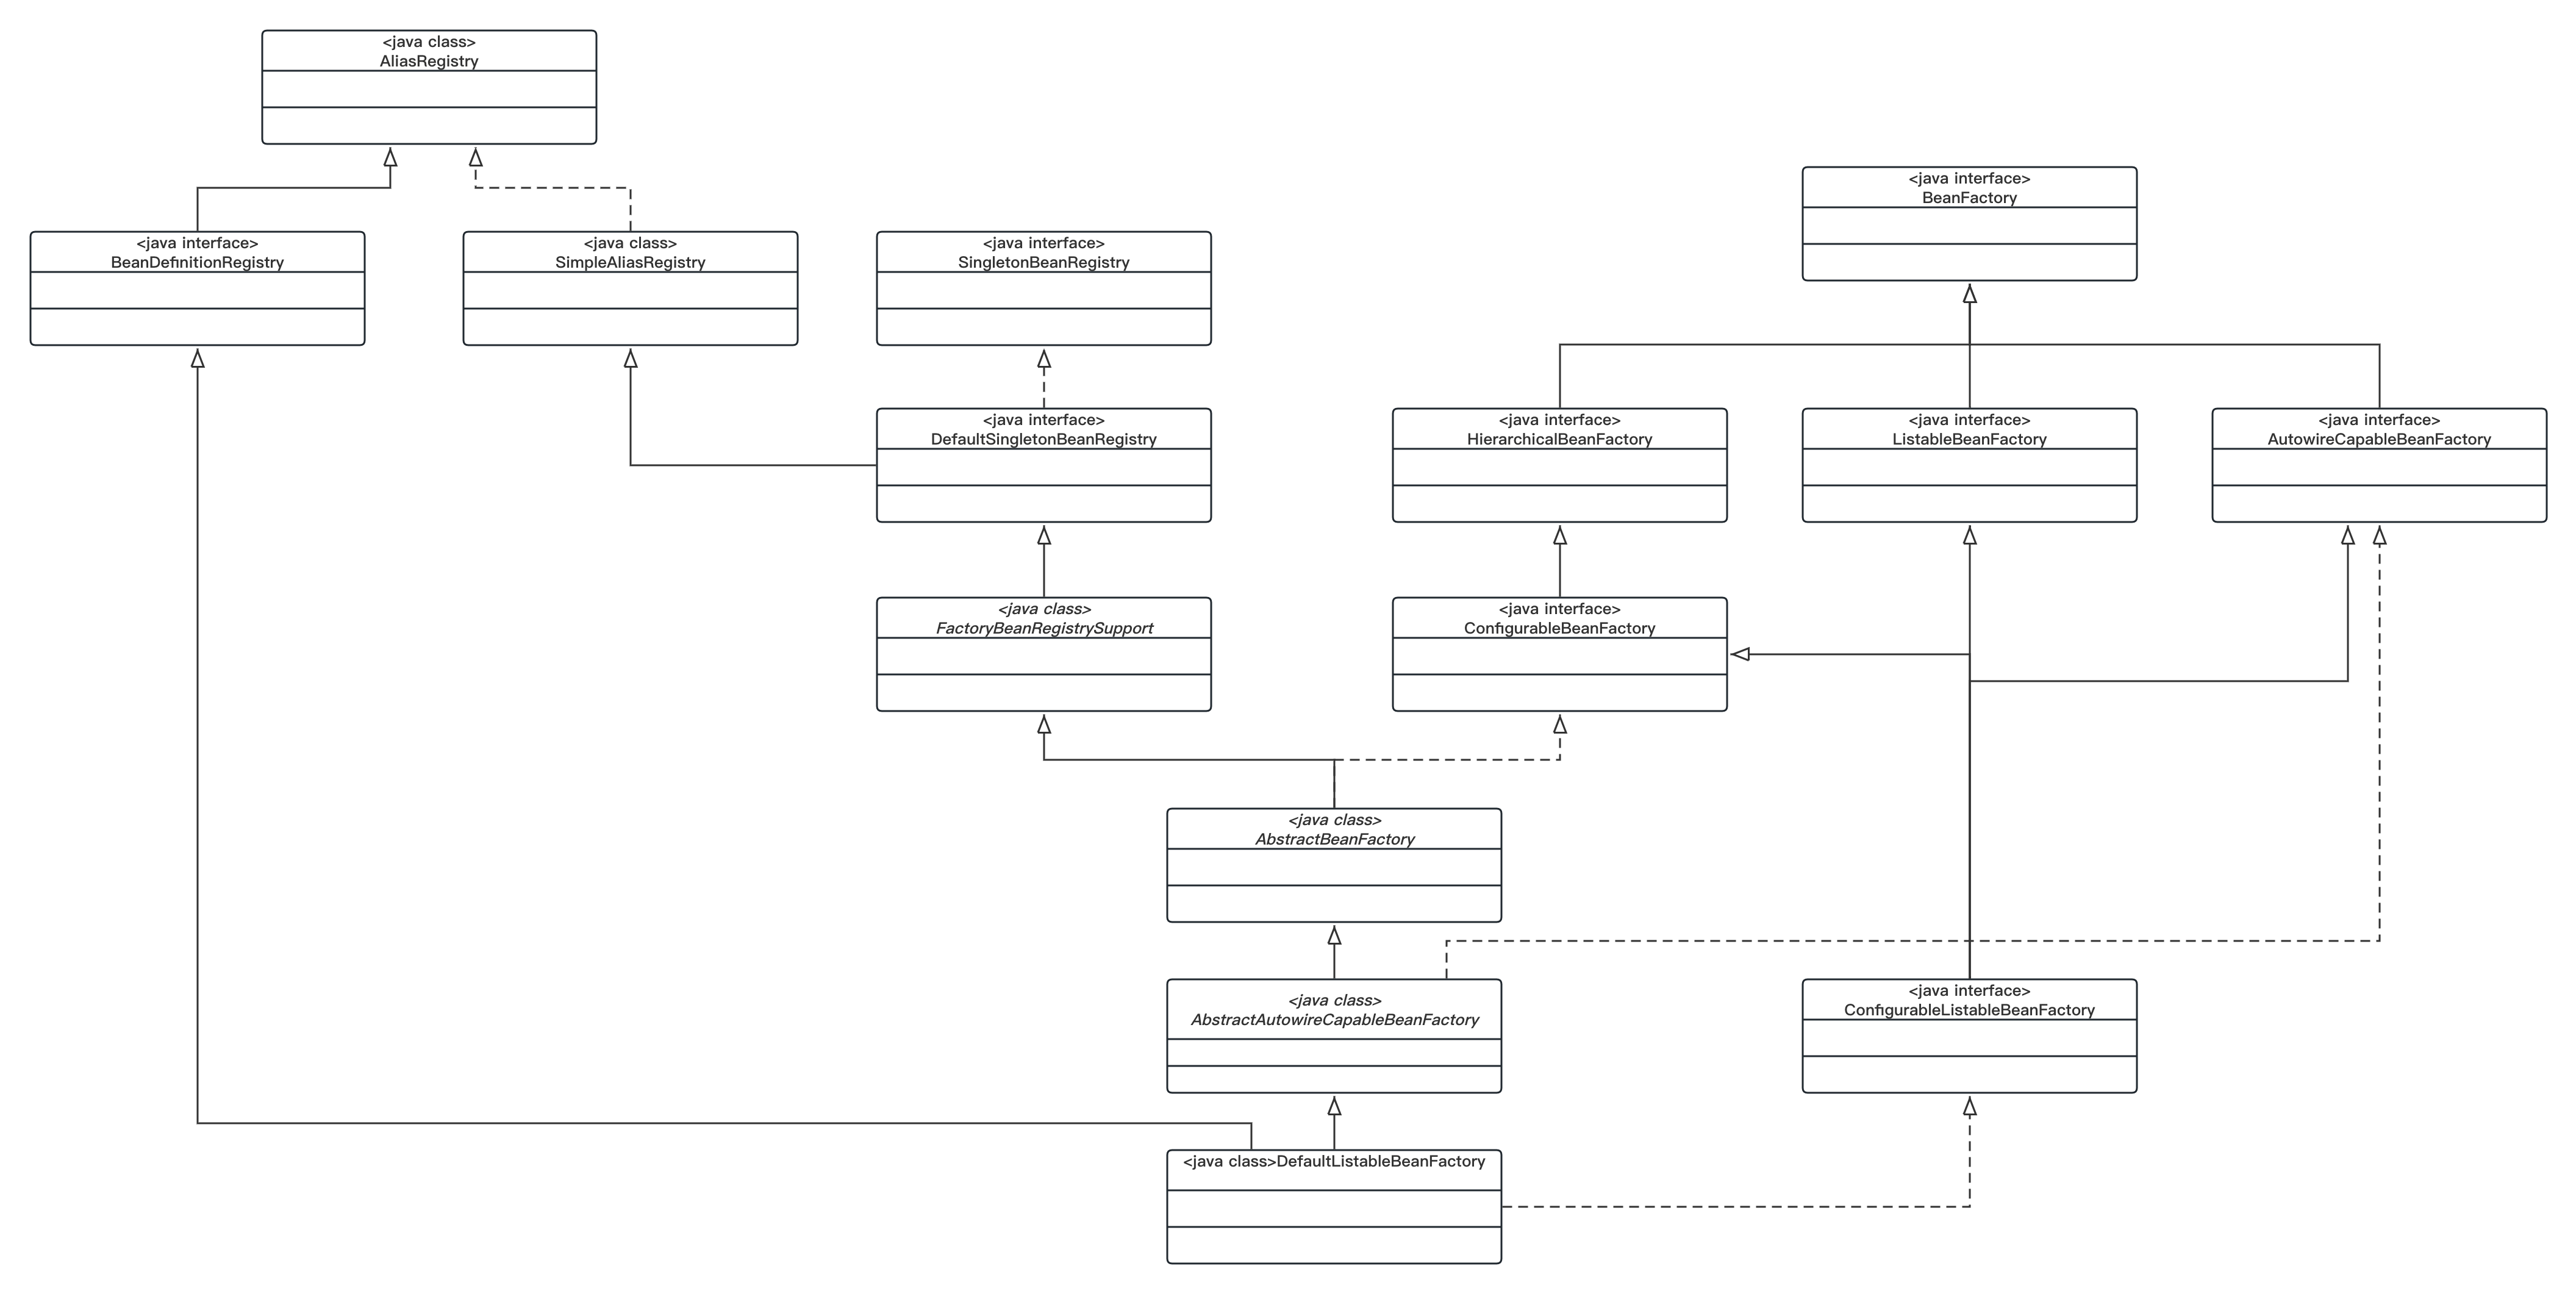 <java class>
AliasRegistry
<java interface>
BeanFactory
<java interface>
BeanDefinitionRegistry
<java class>
SimpleAliasRegistry
<java interface>
SingletonBeanRegistry
<java interface>
DefaultSingletonBeanRegistry
<java interface>
HierarchicalBeanFactory
<java interface>
ListableBeanFactory
<java interface>
AutowireCapableBeanFactory
<java class>
FactoryBeanRegistrySupport
<java interface>
ConfigurableBeanFactory
<java class>
AbstractBeanFactory
<java class>
AbstractAutowireCapableBeanFactory
<java interface>
ConfigurableListableBeanFactory
<java class>DefaultListableBeanFactory